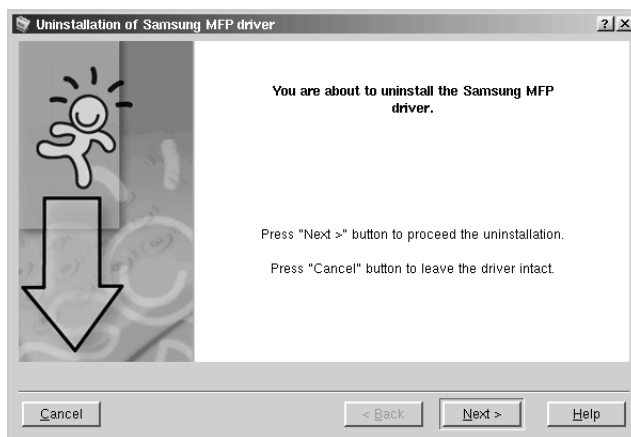 Uninstallation of Samsung MFP driver
You are about to uninstall the Samsung MFP
driver.
Press "Next >" button to proceed the uninstallation.
Press "Cancel" button to leave the driver intact.
Cancel
< Back
Next >
Help